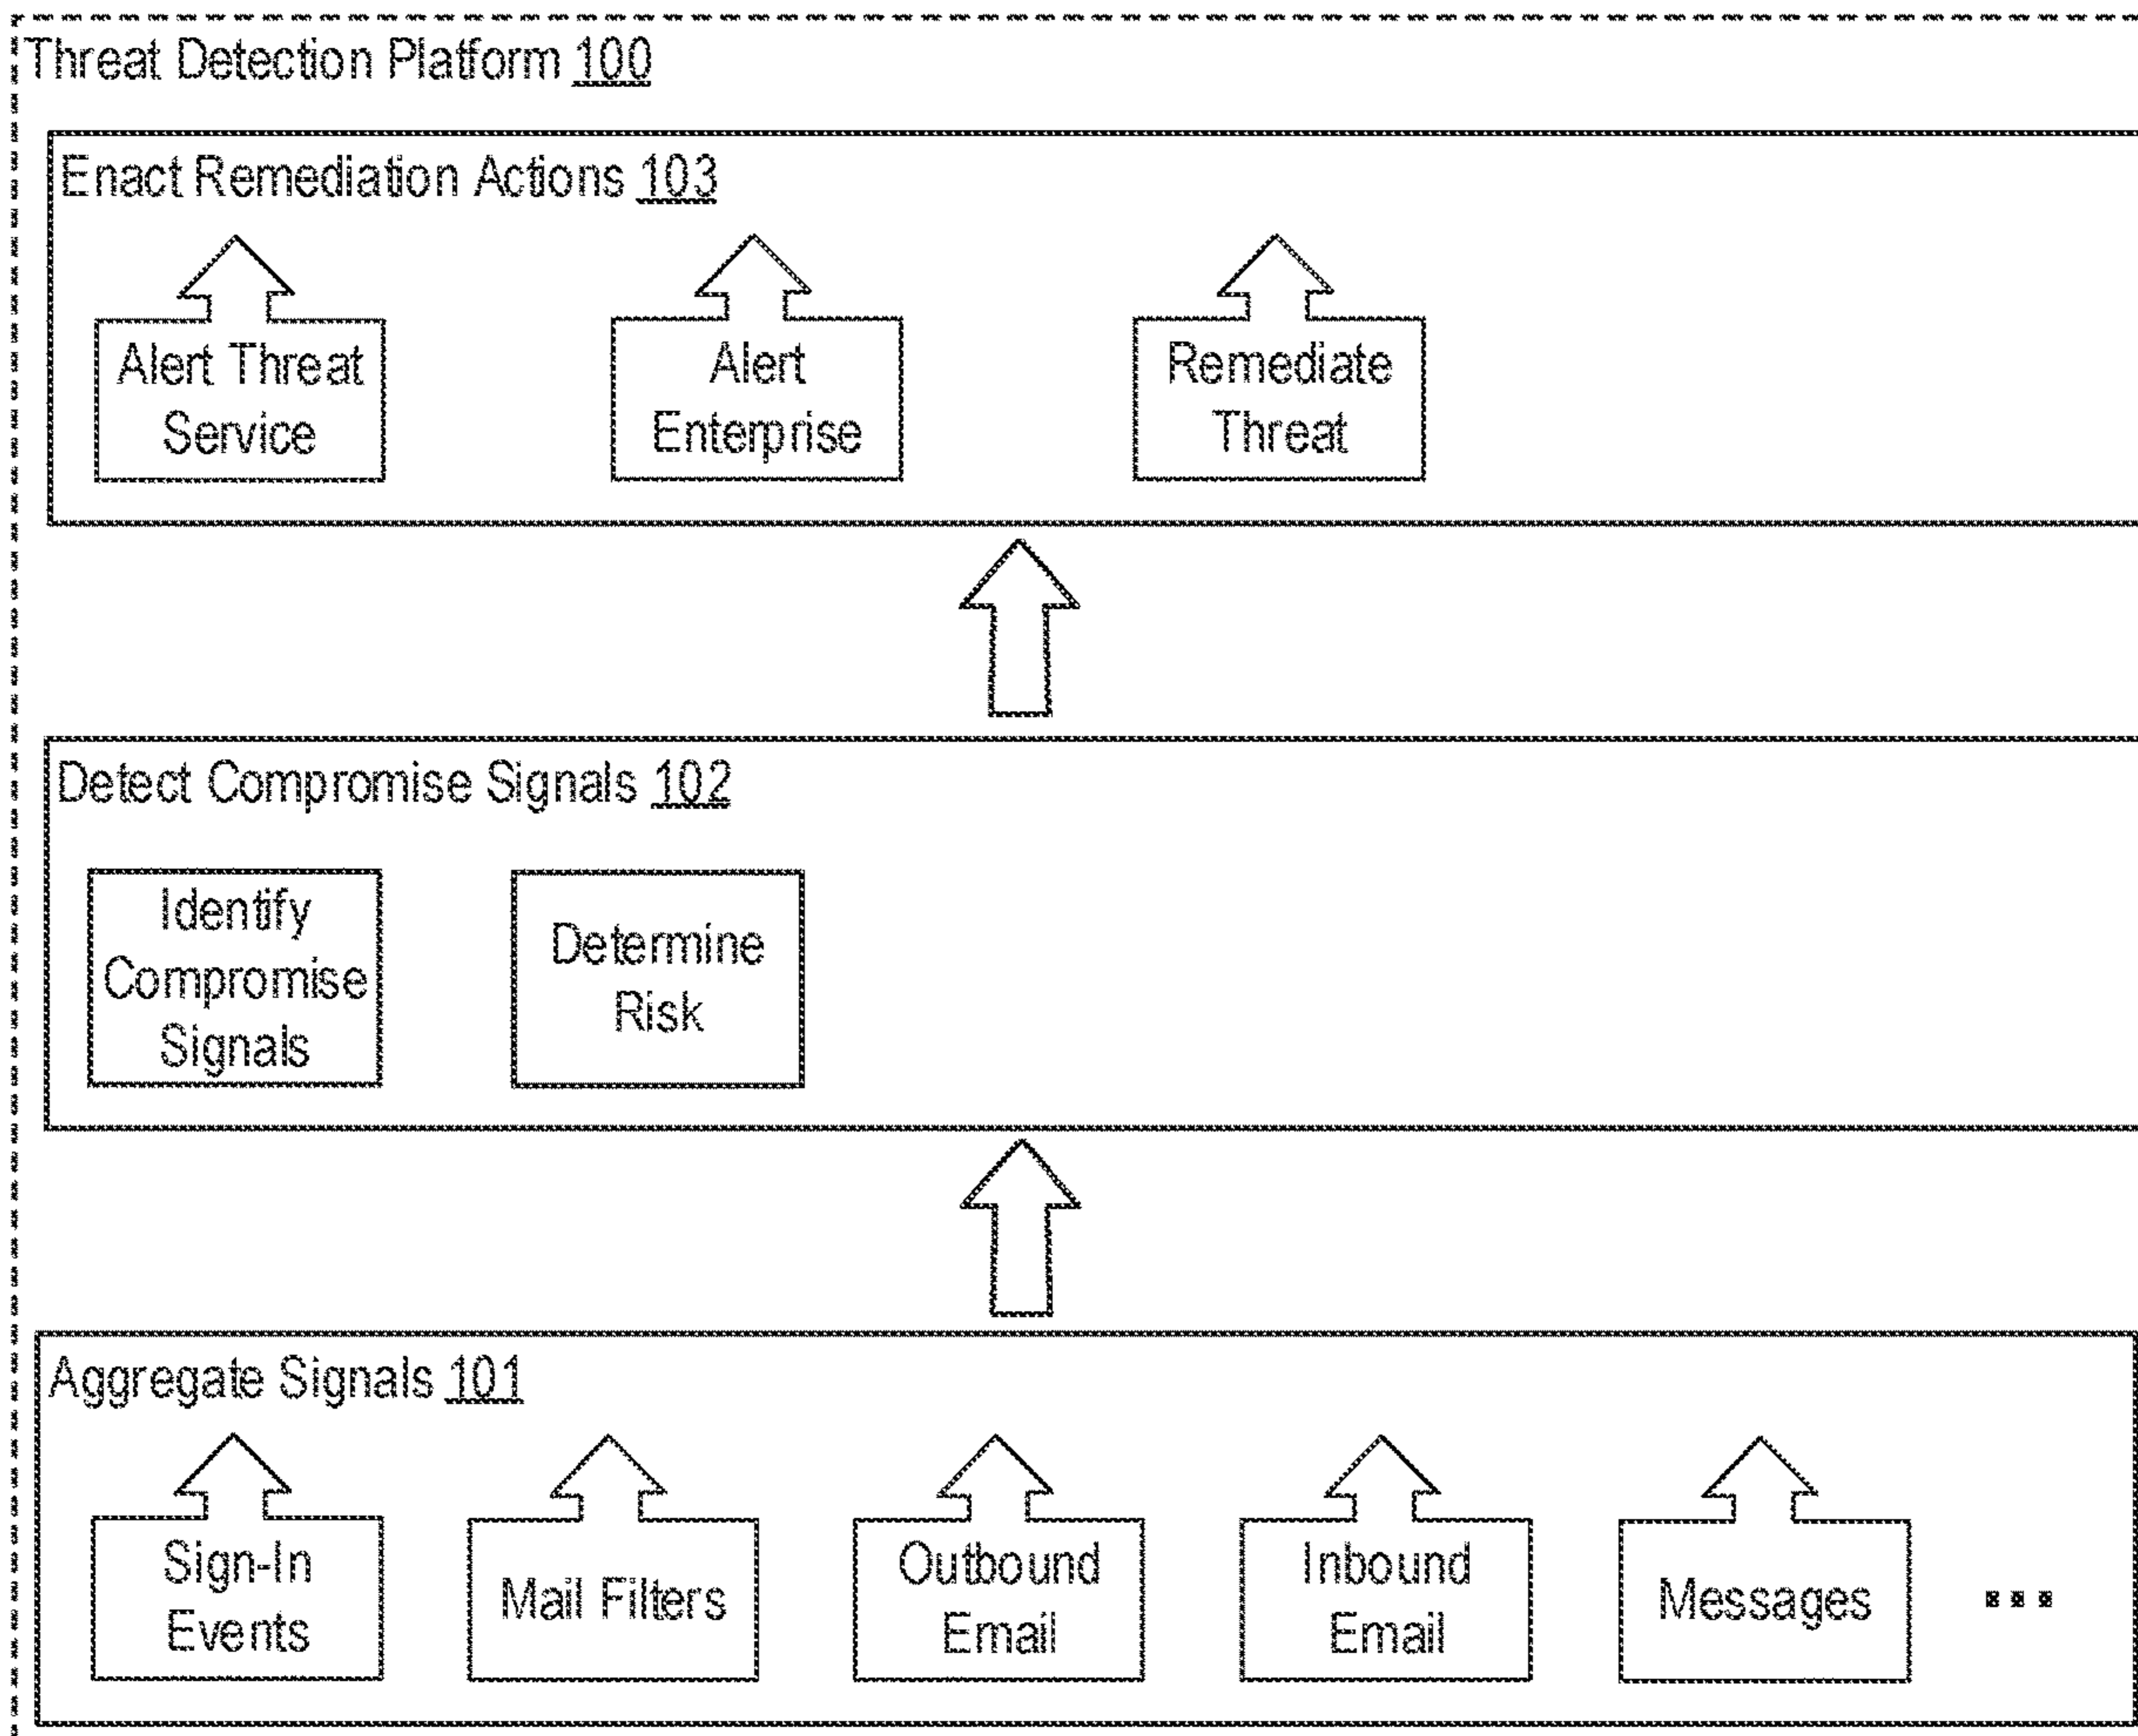 Threat Detection Platform 100
Enact Remediation Actions 103
Alert Threat
Service
Alert
Enterprise
Remediate
Threat
Detect Compromise Signals 102
Identify
Compromise
Signals
Determine
Risk
Aggregate Signals 101
Sign-In
Events
Mail Filters
Outbound
Email
Inbound
Email
Messages
...